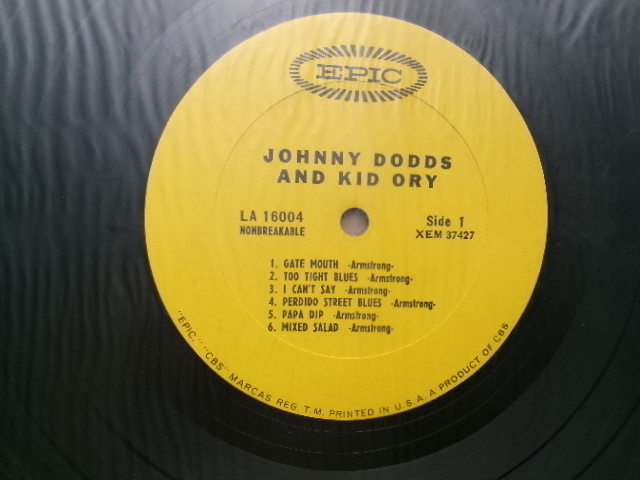 EPIC
JOHNNY DODDS
AND KID ORY
LA 16004
NONBREAKABLE
Side 1
XEM 37427
1. GATE MOUTH -Armstrong-
2. TOO TIGHT BLUES -Armstrong-
3. I CAN'T SAY -Armstrong-
4. PERDIDO STREET BLUES -Armstrong-
5. PAPA DIP -Armstrong-
6. MIXED SALAD -Armstrong-
"EPIC," "CBS" MARCAS REG. T.M. PRINTED IN U.S.A. A PRODUCT OF CBS